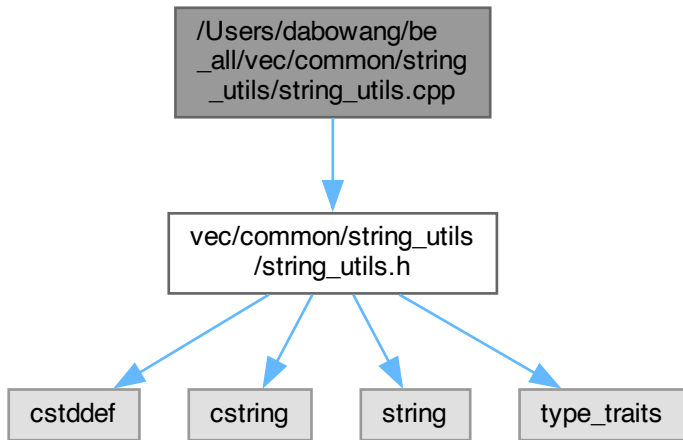 /Users/dabowang/be
_all/vec/common/string
_utils/string_utils.cpp
vec/common/string_utils
/string_utils.h
cstddef
cstring
string
type_traits